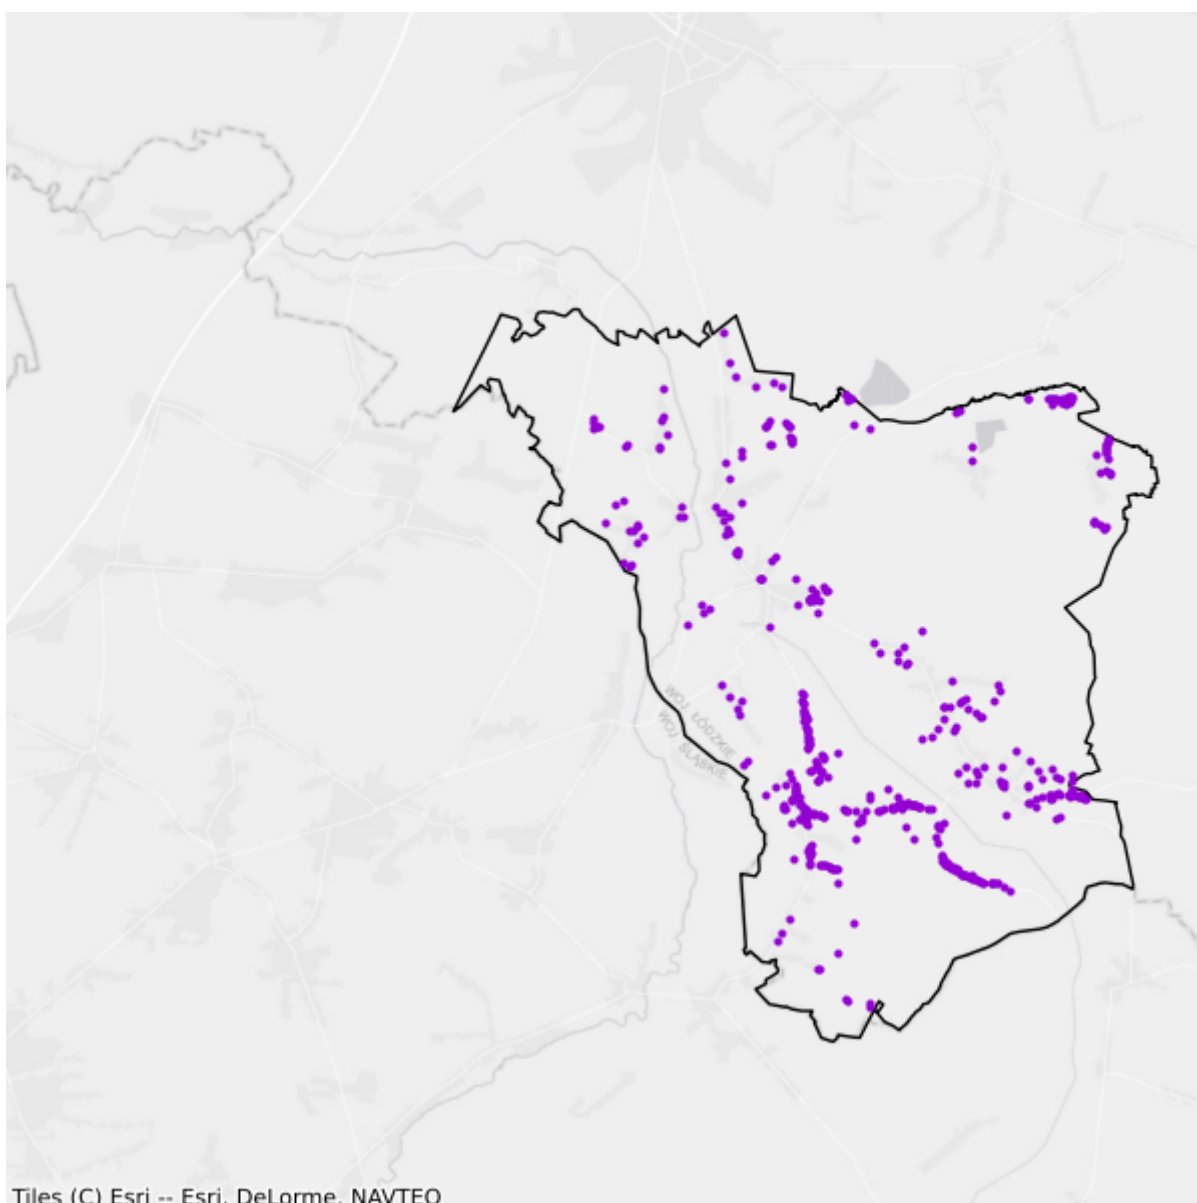 WOJ. ŁÓDZKIE
WOJ. ŚLĄSKIE
Tiles (C) Esri -- Esri, DeLorme, NAVTEQ